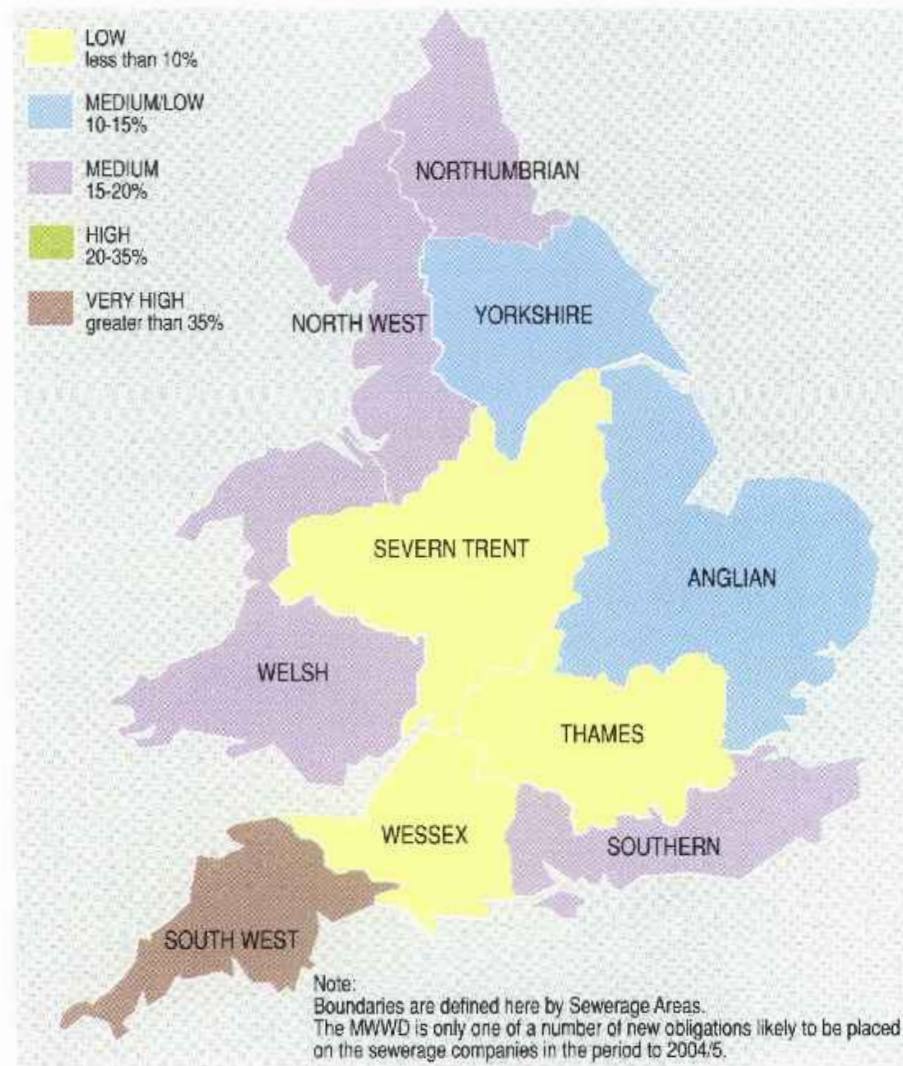 LOW
less than 10%
MEDIUM/LOW
10-15%
MEDIUM
15-20%
HIGH
20-35%
VERY HIGH
greater than 35%
NORTHUMBRIAN
NORTH WEST
YORKSHIRE
SEVERN TRENT
ANGLIAN
WELSH
THAMES
WESSEX
SOUTHERN
SOUTH WEST
Note:
Boundaries are defined here by Sewerage Areas.
The MWWD is only one of a number of new obligations likely to be placed
on the sewerage companies in the period to 2004/5.